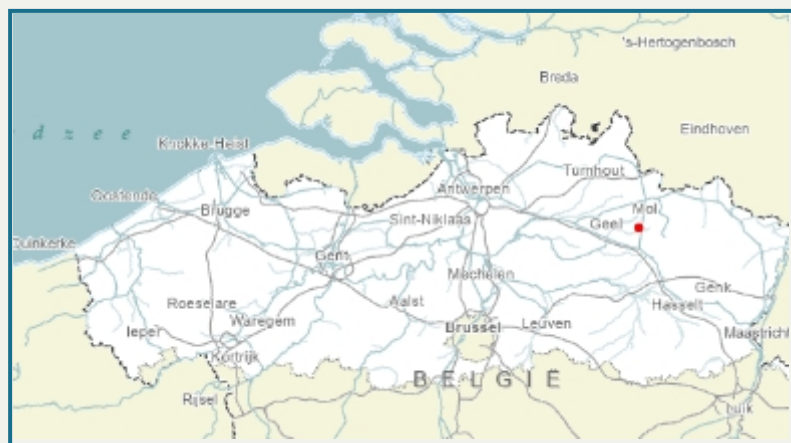 's-Hertogenbosch
Breda
Eindhoven
d z e e
Knokke-Heist
Turnhout
Oostende
Antwerpen
Mol
Brugge
Sint-Niklaas
Geel
Duinkerke
Gent
Mechelen
Genk
Roeselare
Aalst
Hasselt
Ieper
Waregem
Brussel
Leuven
Maastricht
Kortrijk
BELGIË
Rijsel
Luik